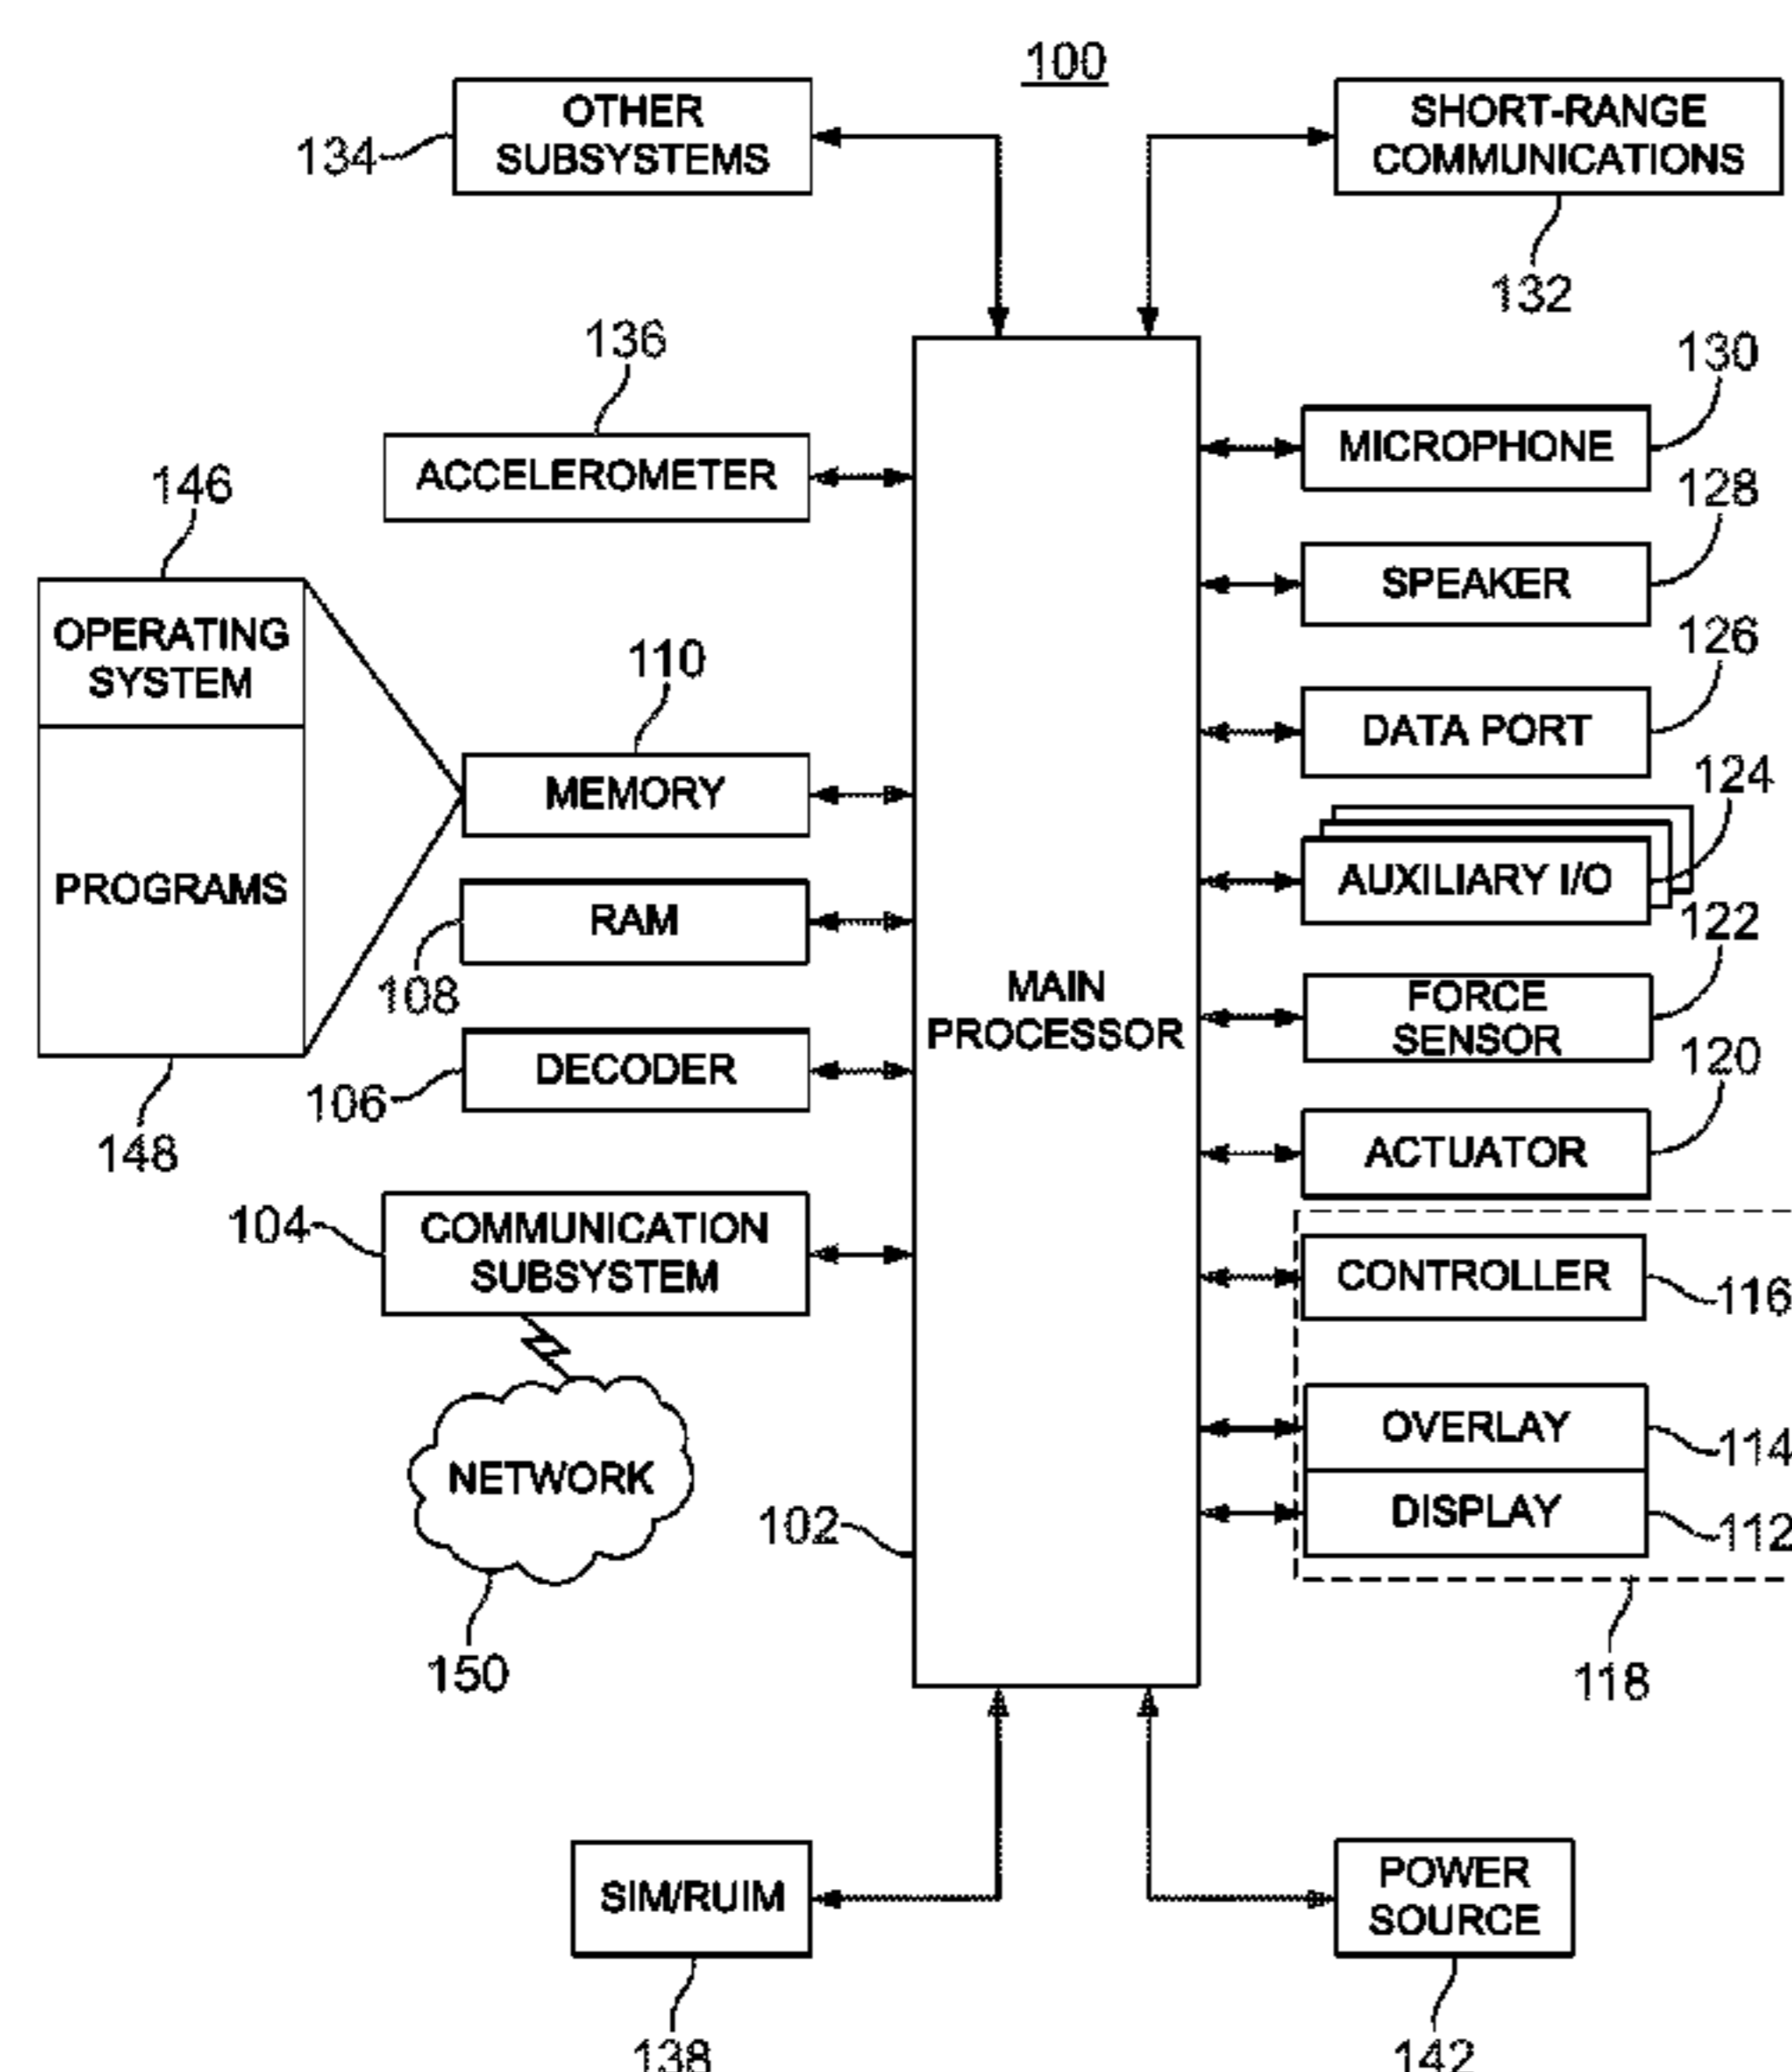 100
OTHER
SUBSYSTEMS
134
SHORT-RANGE
COMMUNICATIONS
132
136
ACCELEROMETER
130
MICROPHONE
128
SPEAKER
146
OPERATING
SYSTEM
PROGRAMS
148
110
MEMORY
126
DATA PORT
124
AUXILIARY I/O
RAM
108
122
FORCE
SENSOR
MAIN
PROCESSOR
DECODER
106
120
ACTUATOR
104
COMMUNICATION
SUBSYSTEM
CONTROLLER
116
NETWORK
150
OVERLAY
114
102
DISPLAY
112
118
SIM/RUIM
138
POWER
SOURCE
142